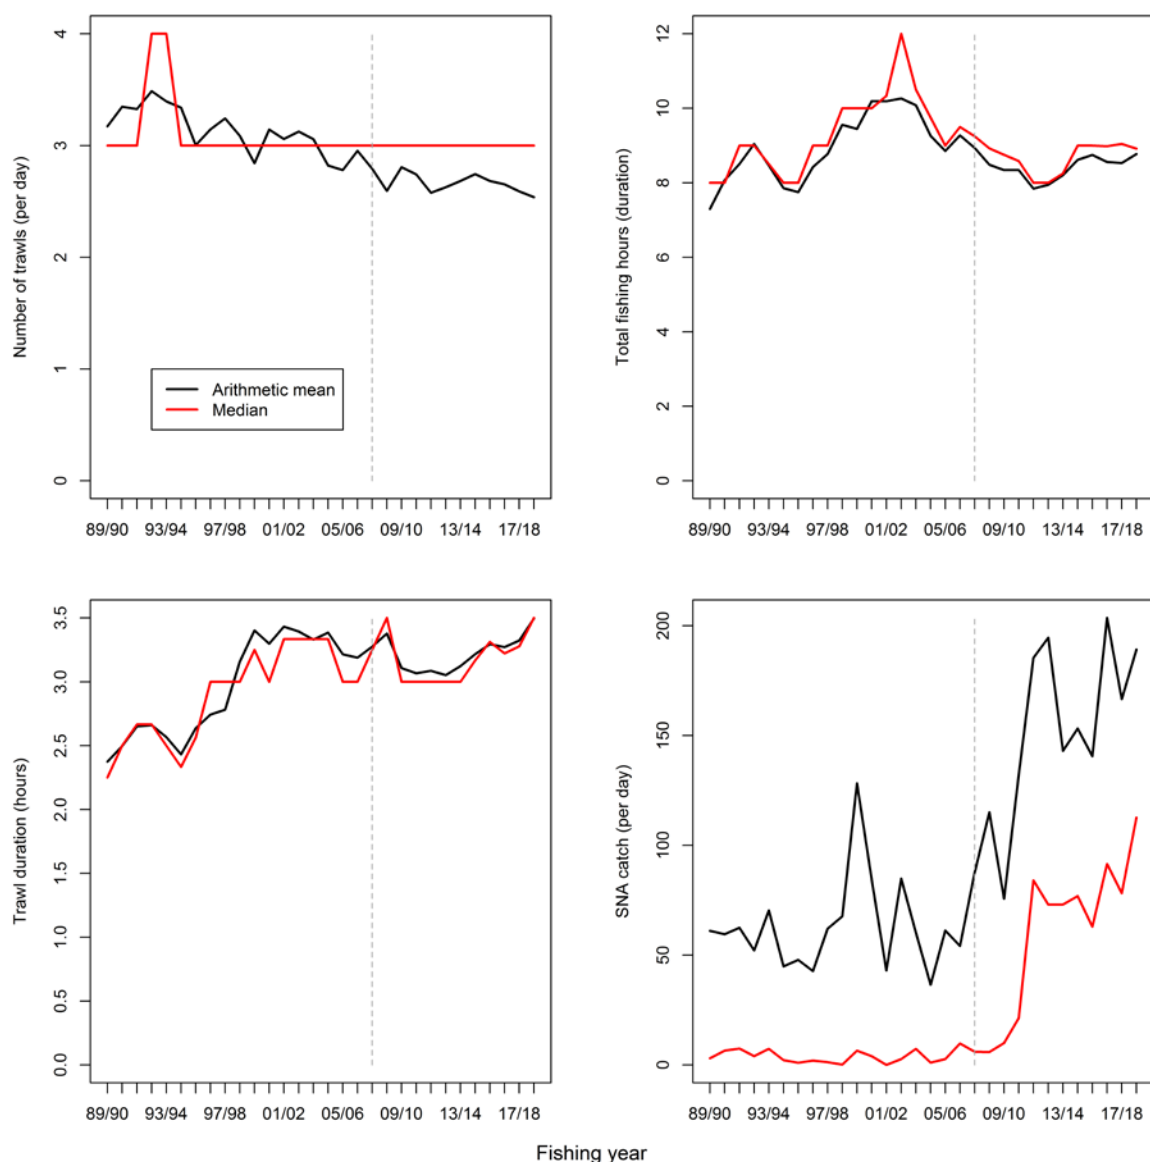 Number of trawls (per day)
4
3
2
1
0
Arithmetic mean
Median
89/90 93/94 97/98 01/02 05/06 09/10 13/14 17/18
Total fishing hours (duration)
12
10
8
6
4
2
0
89/90 93/94 97/98 01/02 05/06 09/10 13/14 17/18
Trawl duration (hours)
3.5
3.0
2.5
2.0
1.5
1.0
0.5
0.0
89/90 93/94 97/98 01/02 05/06 09/10 13/14 17/18
SNA catch (per day)
200
150
100
50
0
89/90 93/94 97/98 01/02 05/06 09/10 13/14 17/18
Fishing year